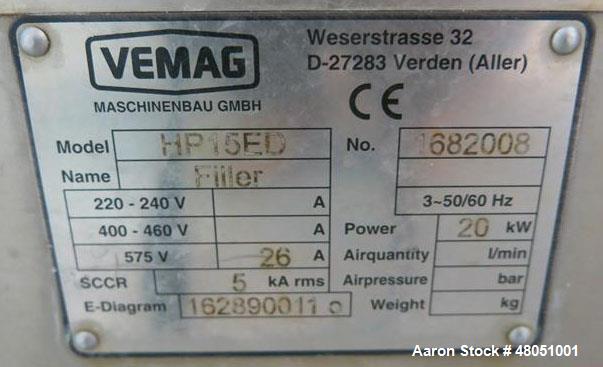 VEMAG
MASCHINENBAU GMBH
Weserstrasse 32
D-27283 Verden (Aller)
CE
Model HP15ED No. 1682008
Name Filler
220 - 240 V A 3~50/60 Hz
400 - 460 V A Power 20 kW
575 V 26 A Airquantity l/min
SCCR 5 kA rms Airpressure bar
E-Diagram 162890011 o Weight kg
Aaron Stock # 48051001